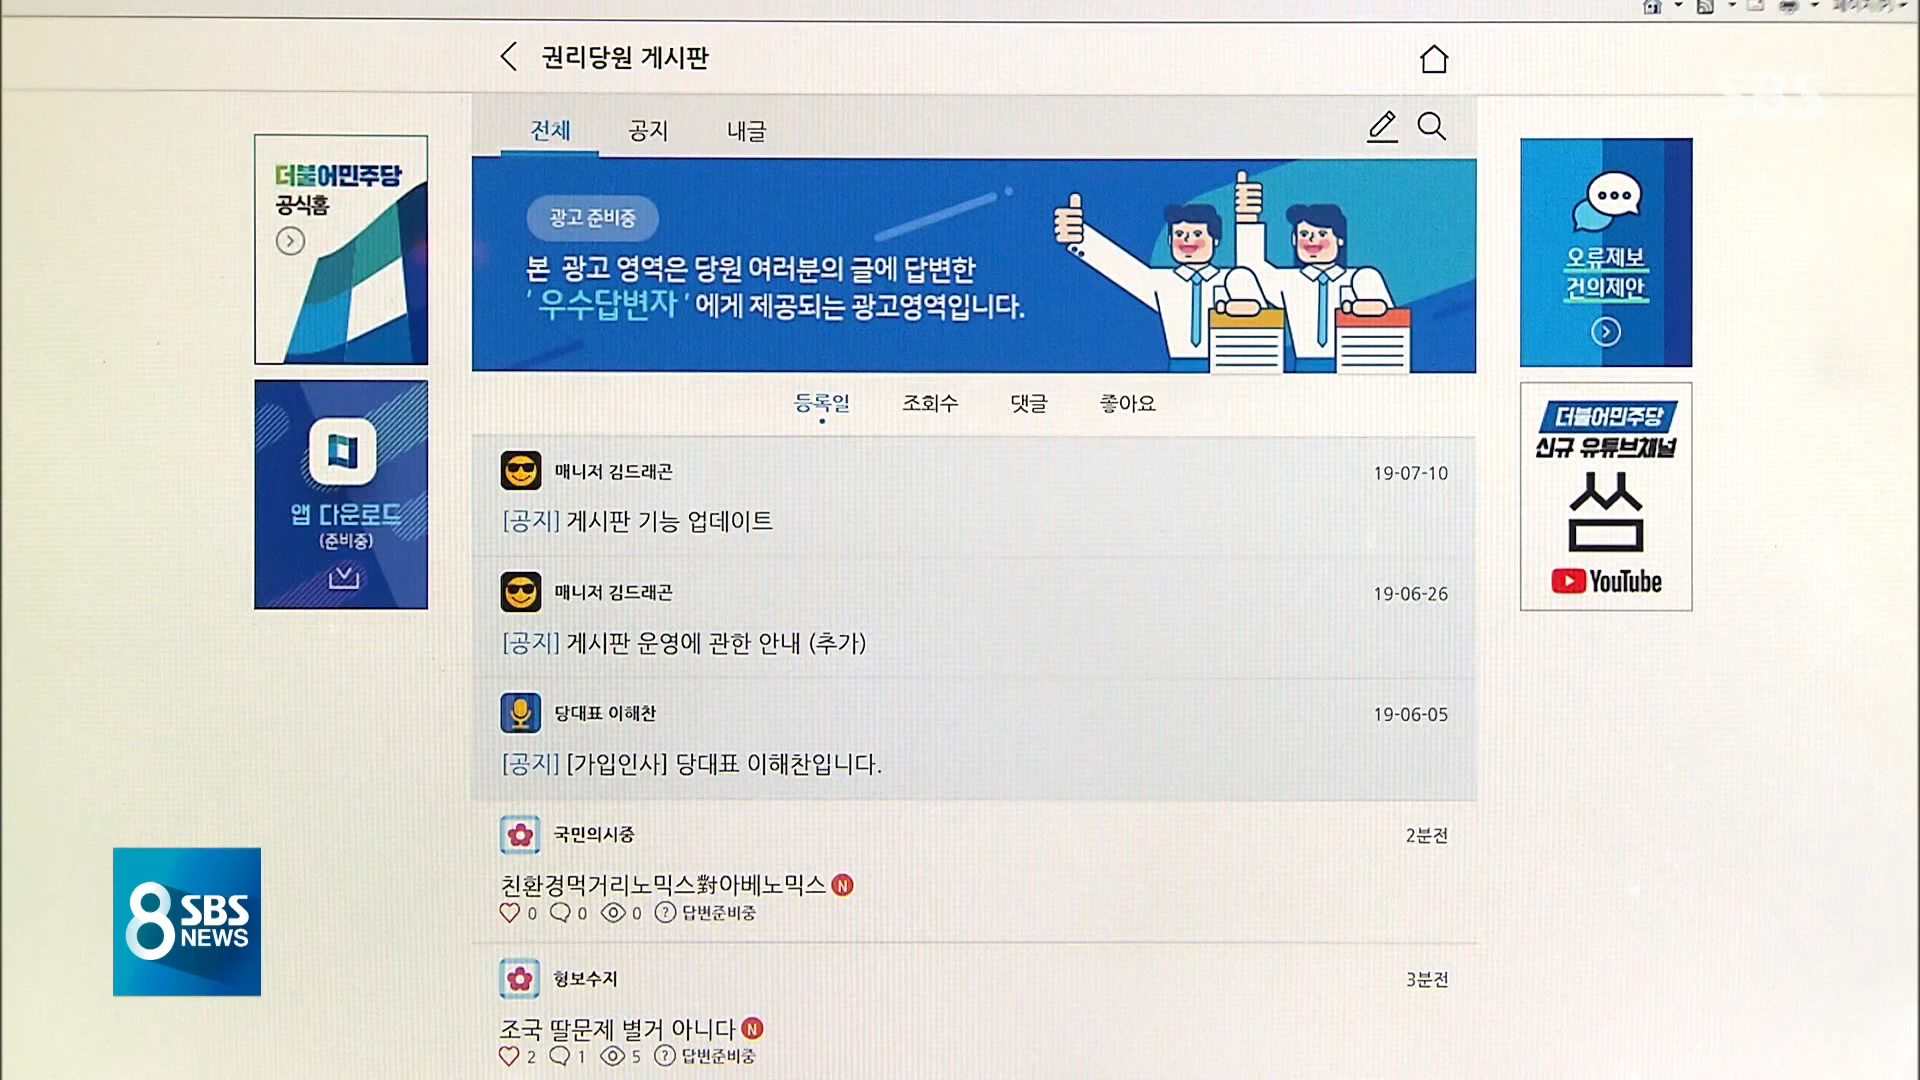 권리당원 게시판
SBS
전체 공지 내글
더불어민주당
공식홈
광고 준비중
본 광고 영역은 당원 여러분의 글에 답변한
'우수답변자'에게 제공되는 광고영역입니다.
오류제보
건의제안
앱 다운로드
(준비중)
더불어민주당
신규 유튜브채널
씀
YouTube
등록일 조회수 댓글 좋아요
매니저 김드래곤 19-07-10
[공지] 게시판 기능 업데이트
매니저 김드래곤 19-06-26
[공지] 게시판 운영에 관한 안내 (추가)
당대표 이해찬 19-06-05
[공지] [가입인사] 당대표 이해찬입니다.
국민의시중 2분전
친환경먹거리노믹스對아베노믹스 N
0 0 0 ? 답변준비중
형보수지 3분전
조국 딸문제 별거 아니다 N
2 1 5 ? 답변준비중
8 SBS
NEWS